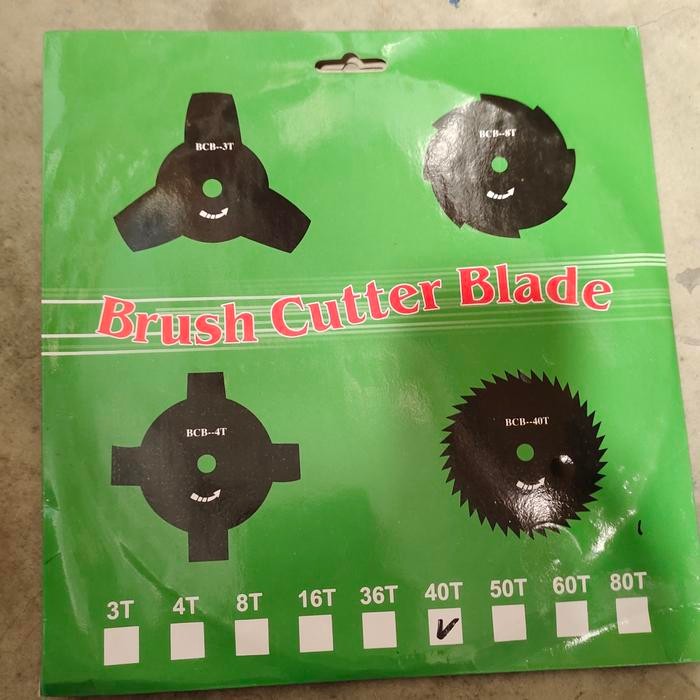 BCB--3T
BCB--8T
Brush Cutter Blade
BCB--4T
BCB--40T
3T 4T 8T 16T 36T 40T 50T 60T 80T